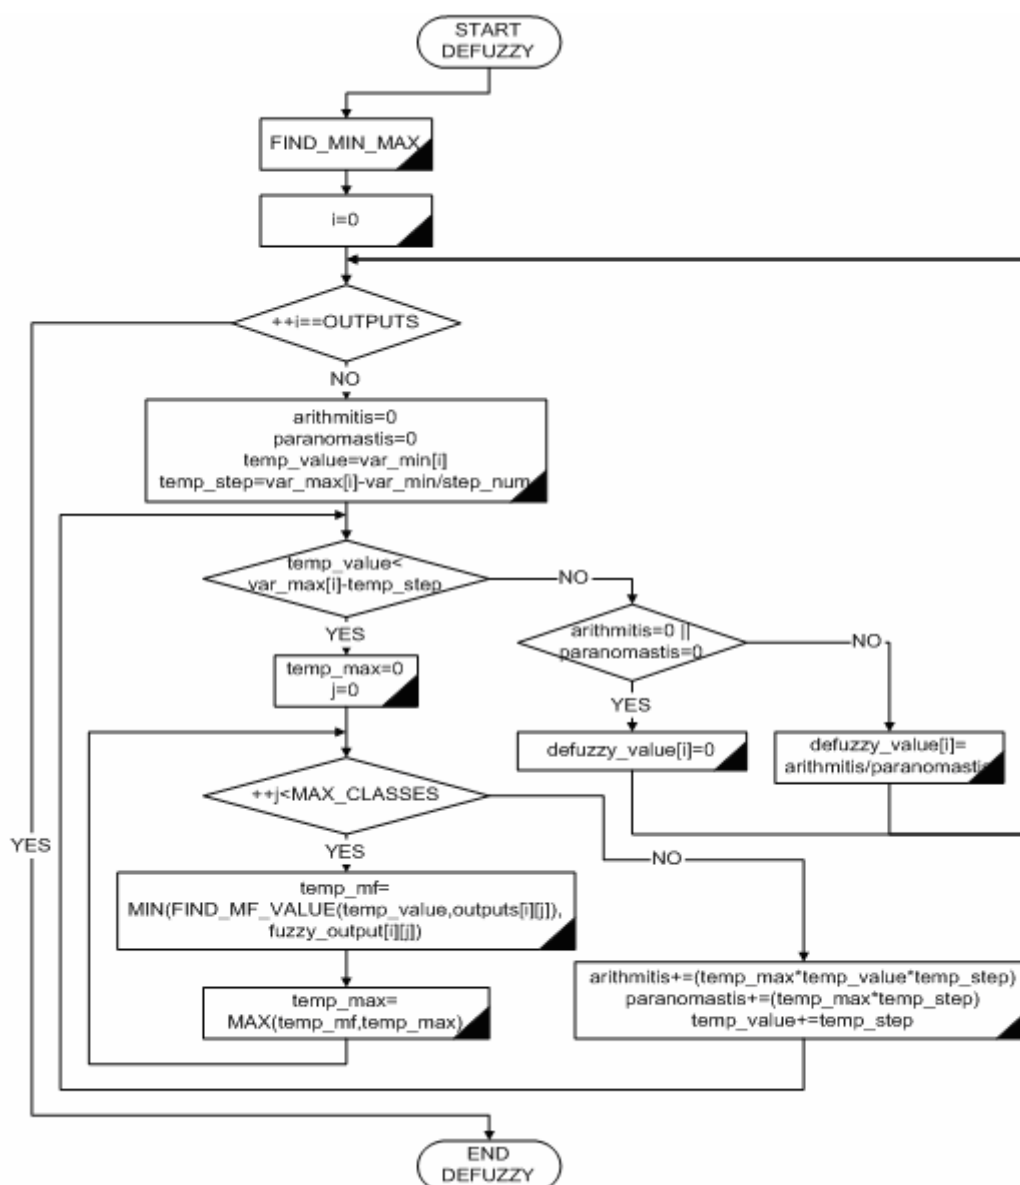 START
DEFUZZY
FIND_MIN_MAX
i=0
++i==OUTPUTS
NO
arithmitis=0
paranomastis=0
temp_value=var_min[i]
temp_step=var_max[i]-var_min/step_num
temp_value<
var_max[i]-temp_step
NO
YES
arithmitis=0 ||
paranomastis=0
NO
YES
temp_max=0
j=0
defuzzy_value[i]=0
defuzzy_value[i]=
arithmitis/paranomastis
++j<MAX_CLASSES
YES
YES
NO
temp_mf=
MIN(FIND_MF_VALUE(temp_value,outputs[i][j]),
fuzzy_output[i][j])
arithmitis+=(temp_max*temp_value*temp_step)
paranomastis+=(temp_max*temp_step)
temp_value+=temp_step
temp_max=
MAX(temp_mf,temp_max)
END
DEFUZZY